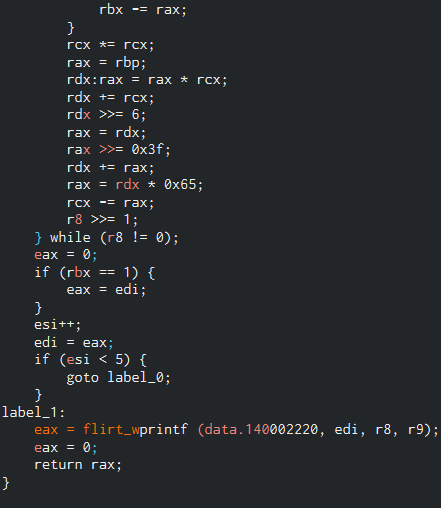 rbx -= rax;
}
rcx *= rcx;
rax = rbp;
rdx:rax = rax * rcx;
rdx += rcx;
rdx >>= 6;
rax = rdx;
rax >>= 0x3f;
rdx += rax;
rax = rdx * 0x65;
rcx -= rax;
r8 >>= 1;
} while (r8 != 0);
eax = 0;
if (rbx == 1) {
eax = edi;
}
esi++;
edi = eax;
if (esi < 5) {
goto label_0;
}
label_1:
eax = flirt_wprintf (data.140002220, edi, r8, r9);
eax = 0;
return rax;
}